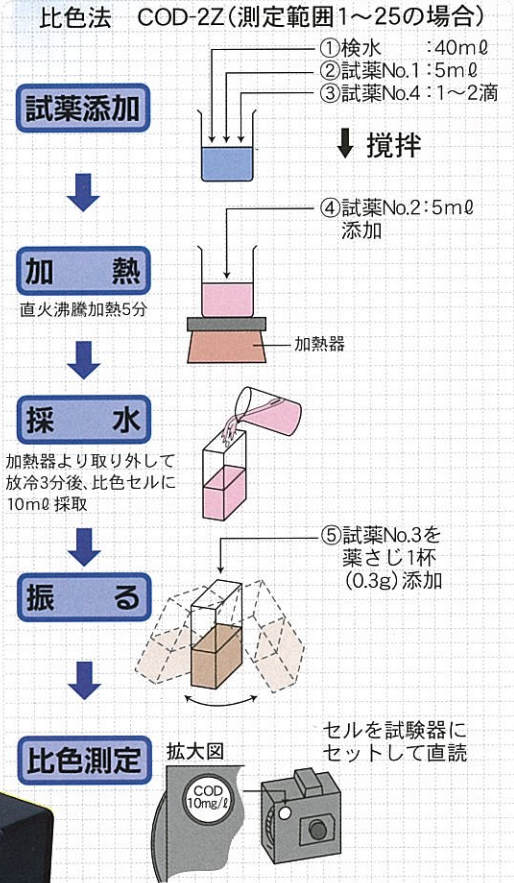 比色法 COD-2Z(測定範囲1～25の場合)
①検水 :40mℓ
②試薬No.1:5mℓ
③試薬No.4:1～2滴
試薬添加
撹拌
④試薬No.2:5mℓ
添加
加 熱
直火沸騰加熱5分
加熱器
採 水
加熱器より取り外して
放冷3分後、比色セルに
10mℓ採取
⑤試薬No.3を
薬さじ1杯
(0.3g)添加
振 る
セルを試験器に
セットして直読
比色測定
拡大図
COD
10mg/ℓ